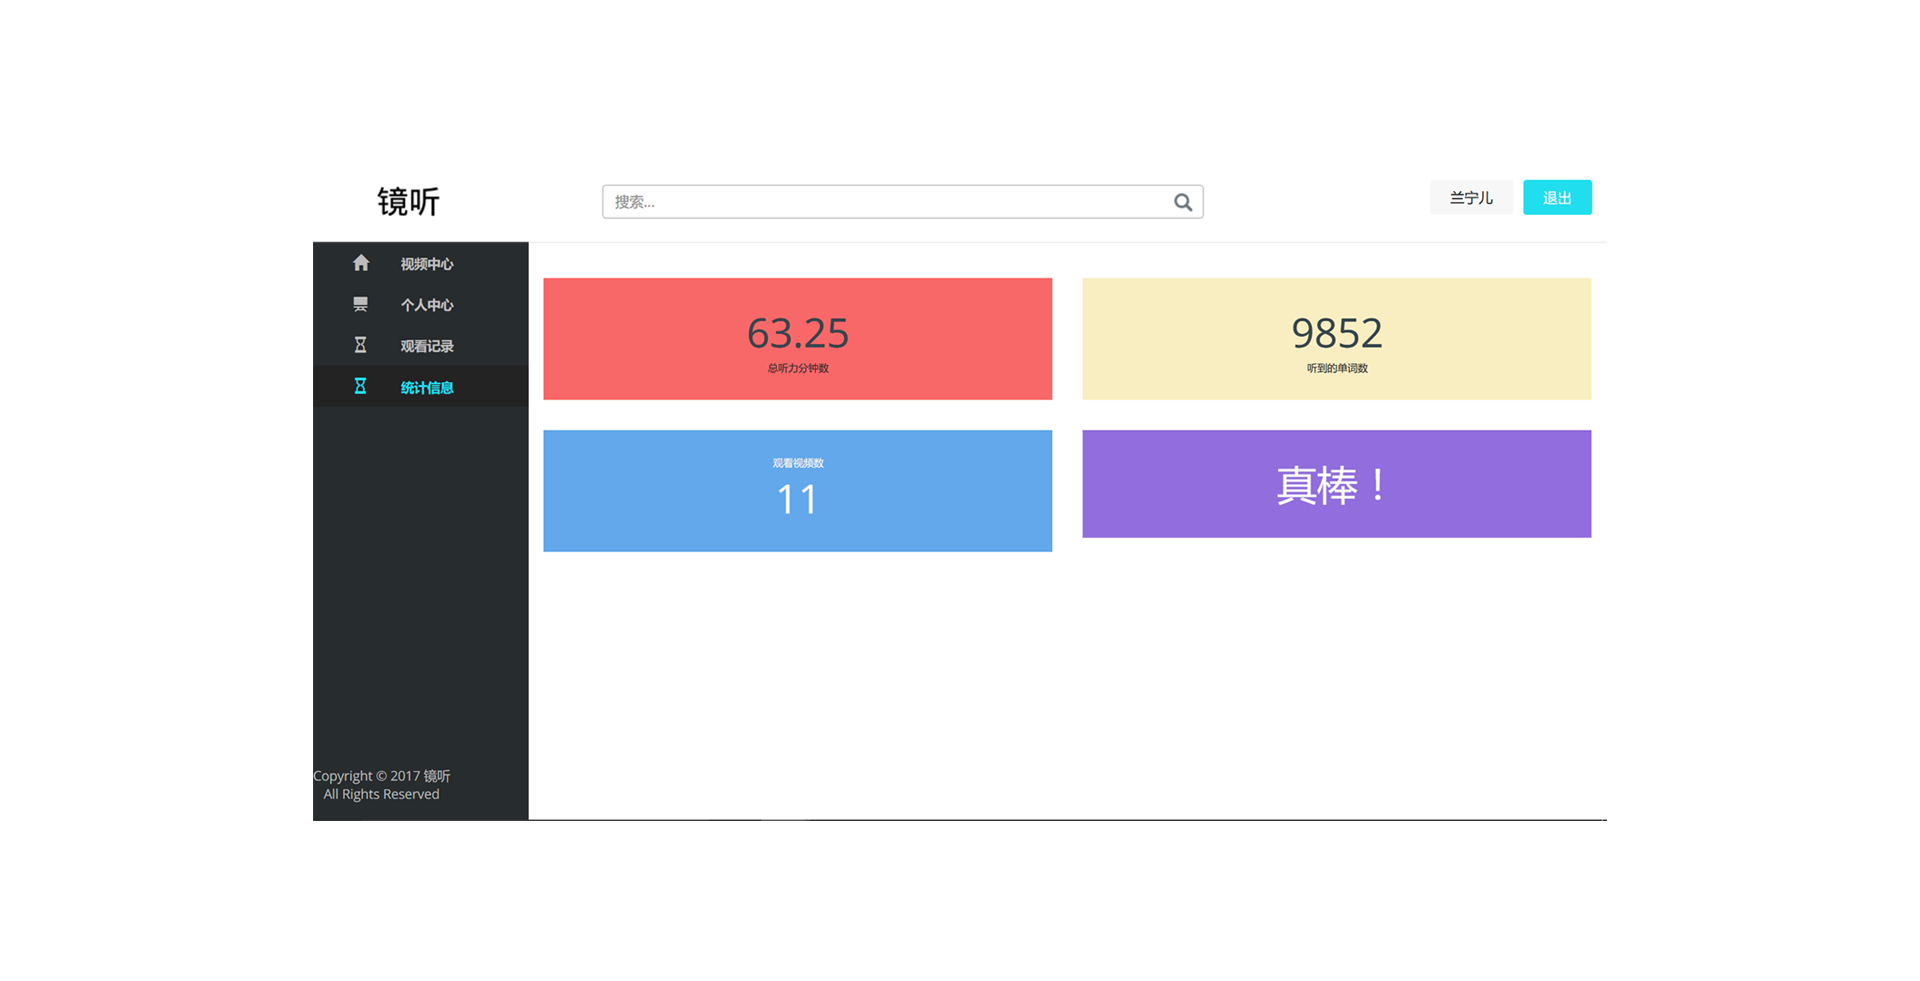 镜听
搜索...
兰宁儿
退出
视频中心
个人中心
观看记录
统计信息
63.25
总听力分钟数
9852
听到的单词数
观看视频数
11
真棒！
Copyright © 2017 镜听
All Rights Reserved